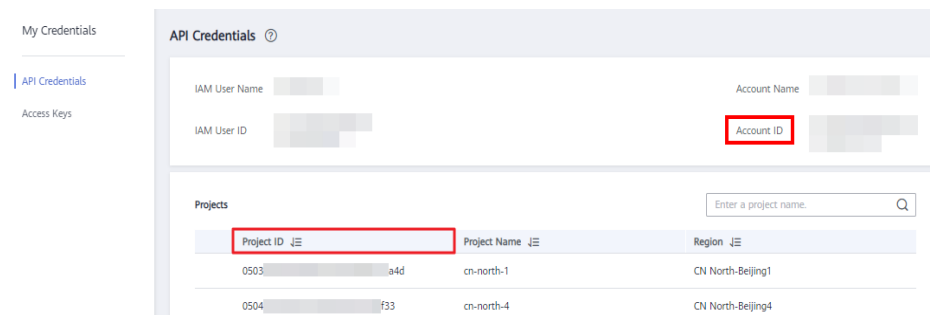 My Credentials
API Credentials
Access Keys
API Credentials ?
IAM User Name
Account Name
IAM User ID
Account ID
Projects
Enter a project name.
Project ID Project Name Region
0503 a4d cn-north-1 CN North-Beijing1
0504 f33 cn-north-4 CN North-Beijing4